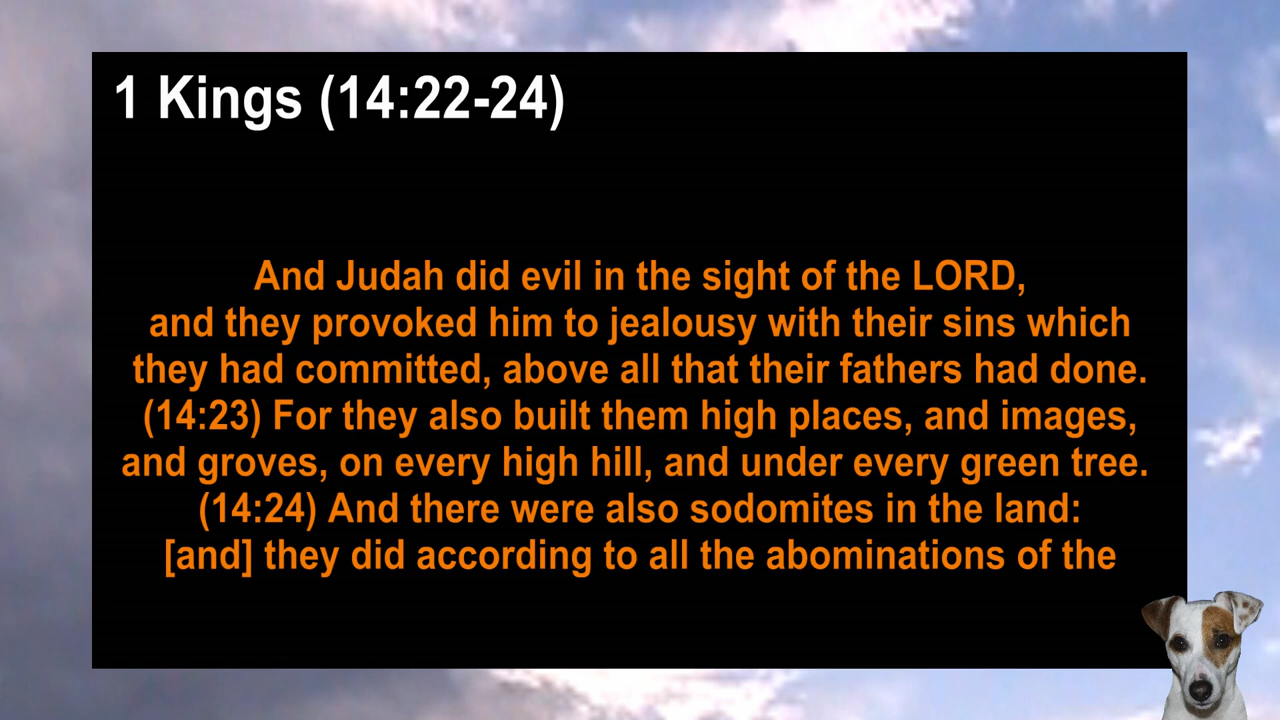 1 Kings (14:22-24)
And Judah did evil in the sight of the LORD,
and they provoked him to jealousy with their sins which
they had committed, above all that their fathers had done.
(14:23) For they also built them high places, and images,
and groves, on every high hill, and under every green tree.
(14:24) And there were also sodomites in the land:
[and] they did according to all the abominations of the